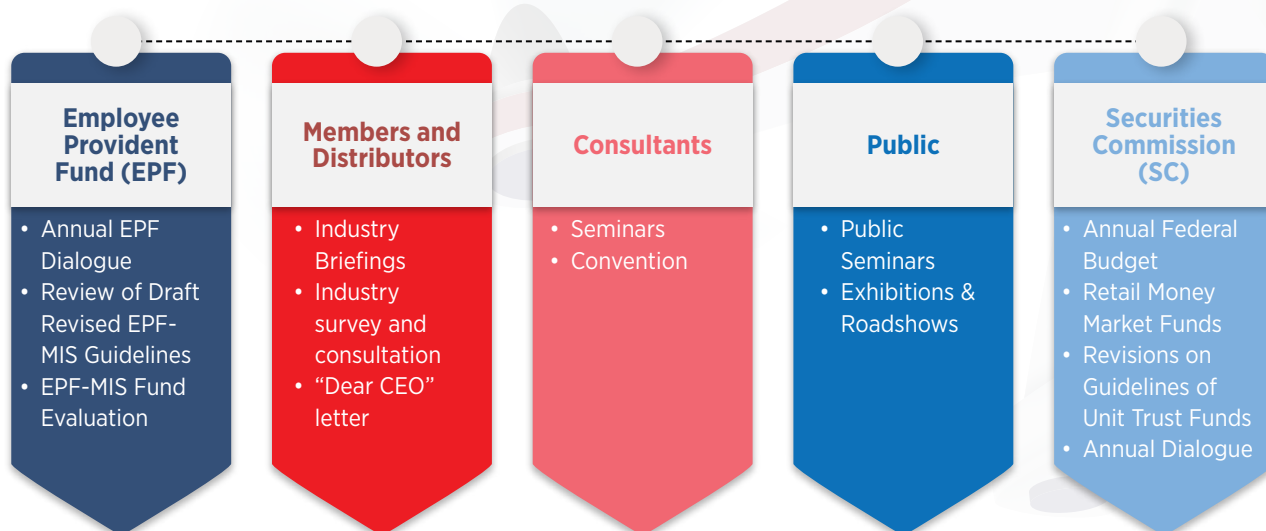 Employee
Provident
Fund (EPF)
• Annual EPF
Dialogue
• Review of Draft
Revised EPF-
MIS Guidelines
• EPF-MIS Fund
Evaluation
Members and
Distributors
• Industry
Briefings
• Industry
survey and
consultation
• “Dear CEO”
letter
Consultants
• Seminars
• Convention
Public
• Public
Seminars
• Exhibitions &
Roadshows
Securities
Commission
(SC)
• Annual Federal
Budget
• Retail Money
Market Funds
• Revisions on
Guidelines of
Unit Trust Funds
• Annual Dialogue